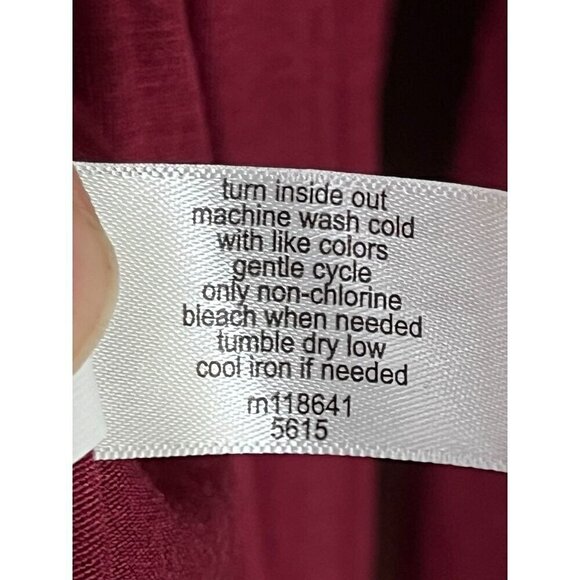 turn inside out
machine wash cold
with like colors
gentle cycle
only non-chlorine
bleach when needed
tumble dry low
cool iron if needed
m118641
5615